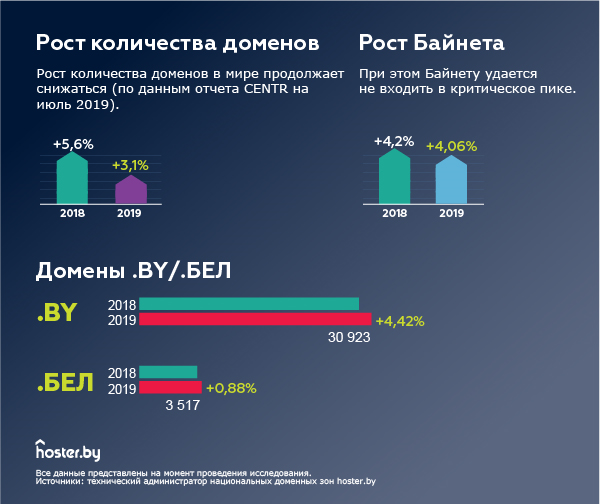 Рост количества доменов
Рост количества доменов в мире продолжает
снижаться (по данным отчета CENTR на
июль 2019).
+5,6%
+3,1%
2018
2019
Рост Байнета
При этом Байнету удается
не входить в критическое пике.
+4,2%
+4,06%
2018
2019
Домены .BY/.БЕЛ
.BY
2018
2019
+4,42%
30 923
.БЕЛ
2018
2019
+0,88%
3 517
hoster.by
Все данные представлены на момент проведения исследования.
Источники: технический администратор национальных доменных зон hoster.by